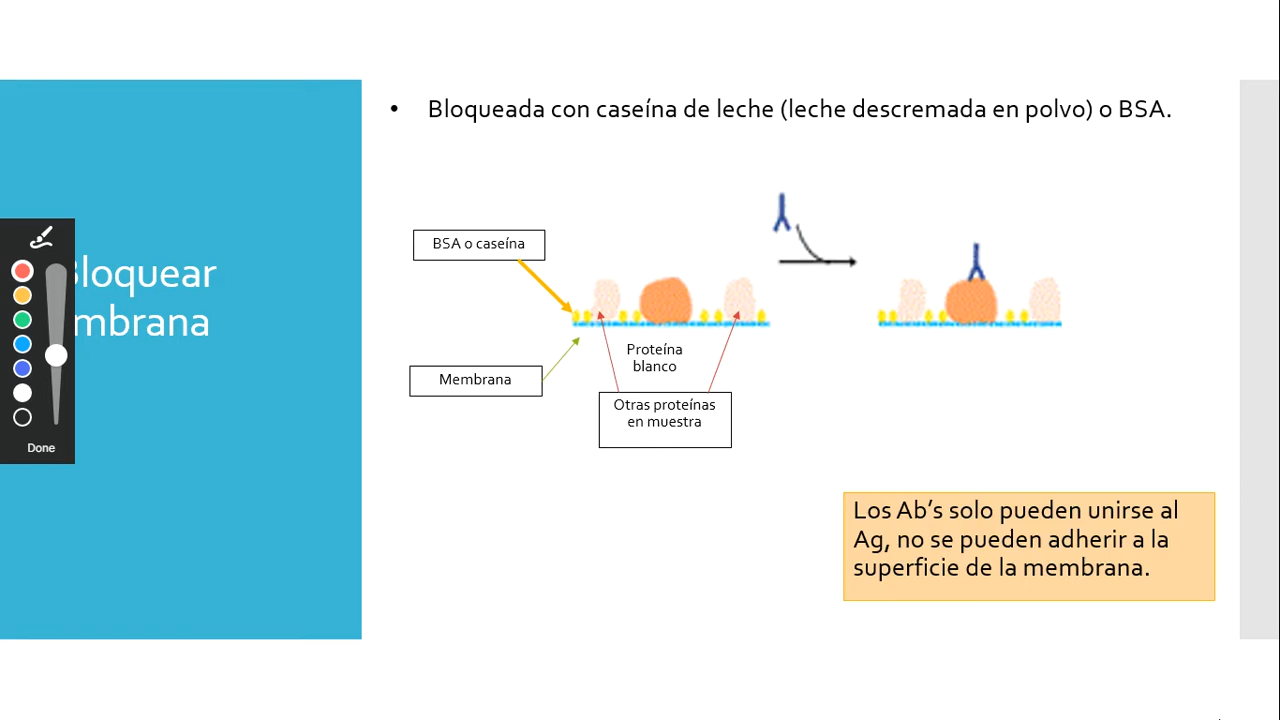 • Bloqueada con caseína de leche (leche descremada en polvo) o BSA.
BSA o caseína
Bloquear
mbrana
Done
Membrana
Proteína
blanco
Otras proteínas
en muestra
Los Ab’s solo pueden unirse al
Ag, no se pueden adherir a la
superficie de la membrana.